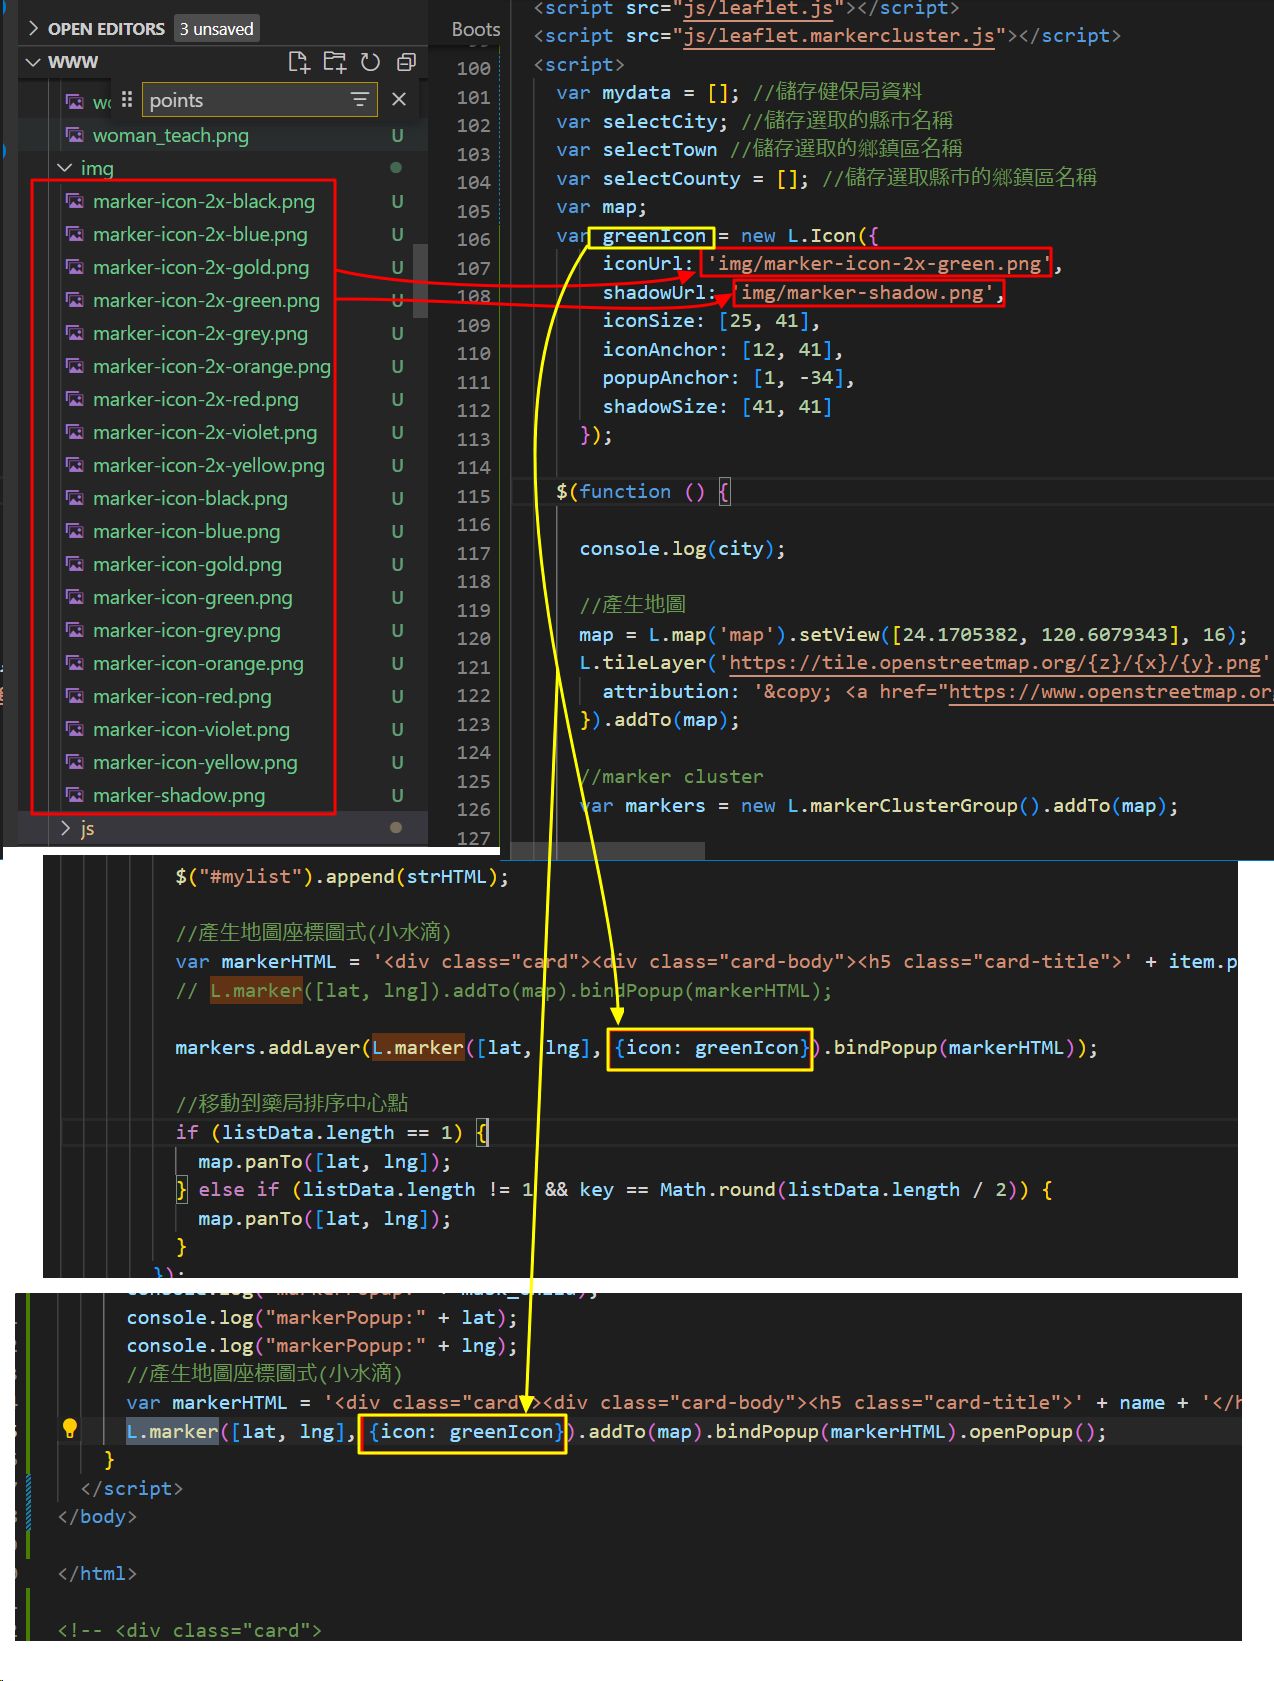 OPEN EDITORS 3 unsaved
WWW
points
woman_teach.png U
img
marker-icon-2x-black.png U
marker-icon-2x-blue.png U
marker-icon-2x-gold.png U
marker-icon-2x-green.png U
marker-icon-2x-grey.png U
marker-icon-2x-orange.png U
marker-icon-2x-red.png U
marker-icon-2x-violet.png U
marker-icon-2x-yellow.png U
marker-icon-black.png U
marker-icon-blue.png U
marker-icon-gold.png U
marker-icon-green.png U
marker-icon-grey.png U
marker-icon-orange.png U
marker-icon-red.png U
marker-icon-violet.png U
marker-icon-yellow.png U
marker-shadow.png U
js
Boots
<script src="js/leaflet.js"></script>
<script src="js/leaflet.markercluster.js"></script>
100 <script>
101 var mydata = []; //儲存健保局資料
102 var selectCity; //儲存選取的縣市名稱
103 var selectTown //儲存選取的鄉鎮區名稱
104 var selectCounty = []; //儲存選取縣市的鄉鎮區名稱
105 var map;
106 var greenIcon = new L.Icon({
107 iconUrl: 'img/marker-icon-2x-green.png',
108 shadowUrl: 'img/marker-shadow.png',
109 iconSize: [25, 41],
110 iconAnchor: [12, 41],
111 popupAnchor: [1, -34],
112 shadowSize: [41, 41]
113 });
114
115 $(function () {
116
117 console.log(city);
118
119 //產生地圖
120 map = L.map('map').setView([24.1705382, 120.6079343], 16);
121 L.tileLayer('https://tile.openstreetmap.org/{z}/{x}/{y}.png'
122 attribution: '&copy; <a href="https://www.openstreetmap.or
123 }).addTo(map);
124
125 //marker cluster
126 var markers = new L.markerClusterGroup().addTo(map);
127
$("#mylist").append(strHTML);
//產生地圖座標圖式(小水滴)
var markerHTML = '<div class="card"><div class="card-body"><h5 class="card-title">' + item.p
// L.marker([lat, lng]).addTo(map).bindPopup(markerHTML);
markers.addLayer(L.marker([lat, lng], {icon: greenIcon}).bindPopup(markerHTML));
//移動到藥局排序中心點
if (listData.length == 1) {
map.panTo([lat, lng]);
} else if (listData.length != 1 && key == Math.round(listData.length / 2)) {
map.panTo([lat, lng]);
}
});
console.log("markerPopup:" + mask_child);
console.log("markerPopup:" + lat);
console.log("markerPopup:" + lng);
//產生地圖座標圖式(小水滴)
var markerHTML = '<div class="card"><div class="card-body"><h5 class="card-title">' + name + '</h
L.marker([lat, lng], {icon: greenIcon}).addTo(map).bindPopup(markerHTML).openPopup();
}
</script>
</body>
</html>
<!-- <div class="card">